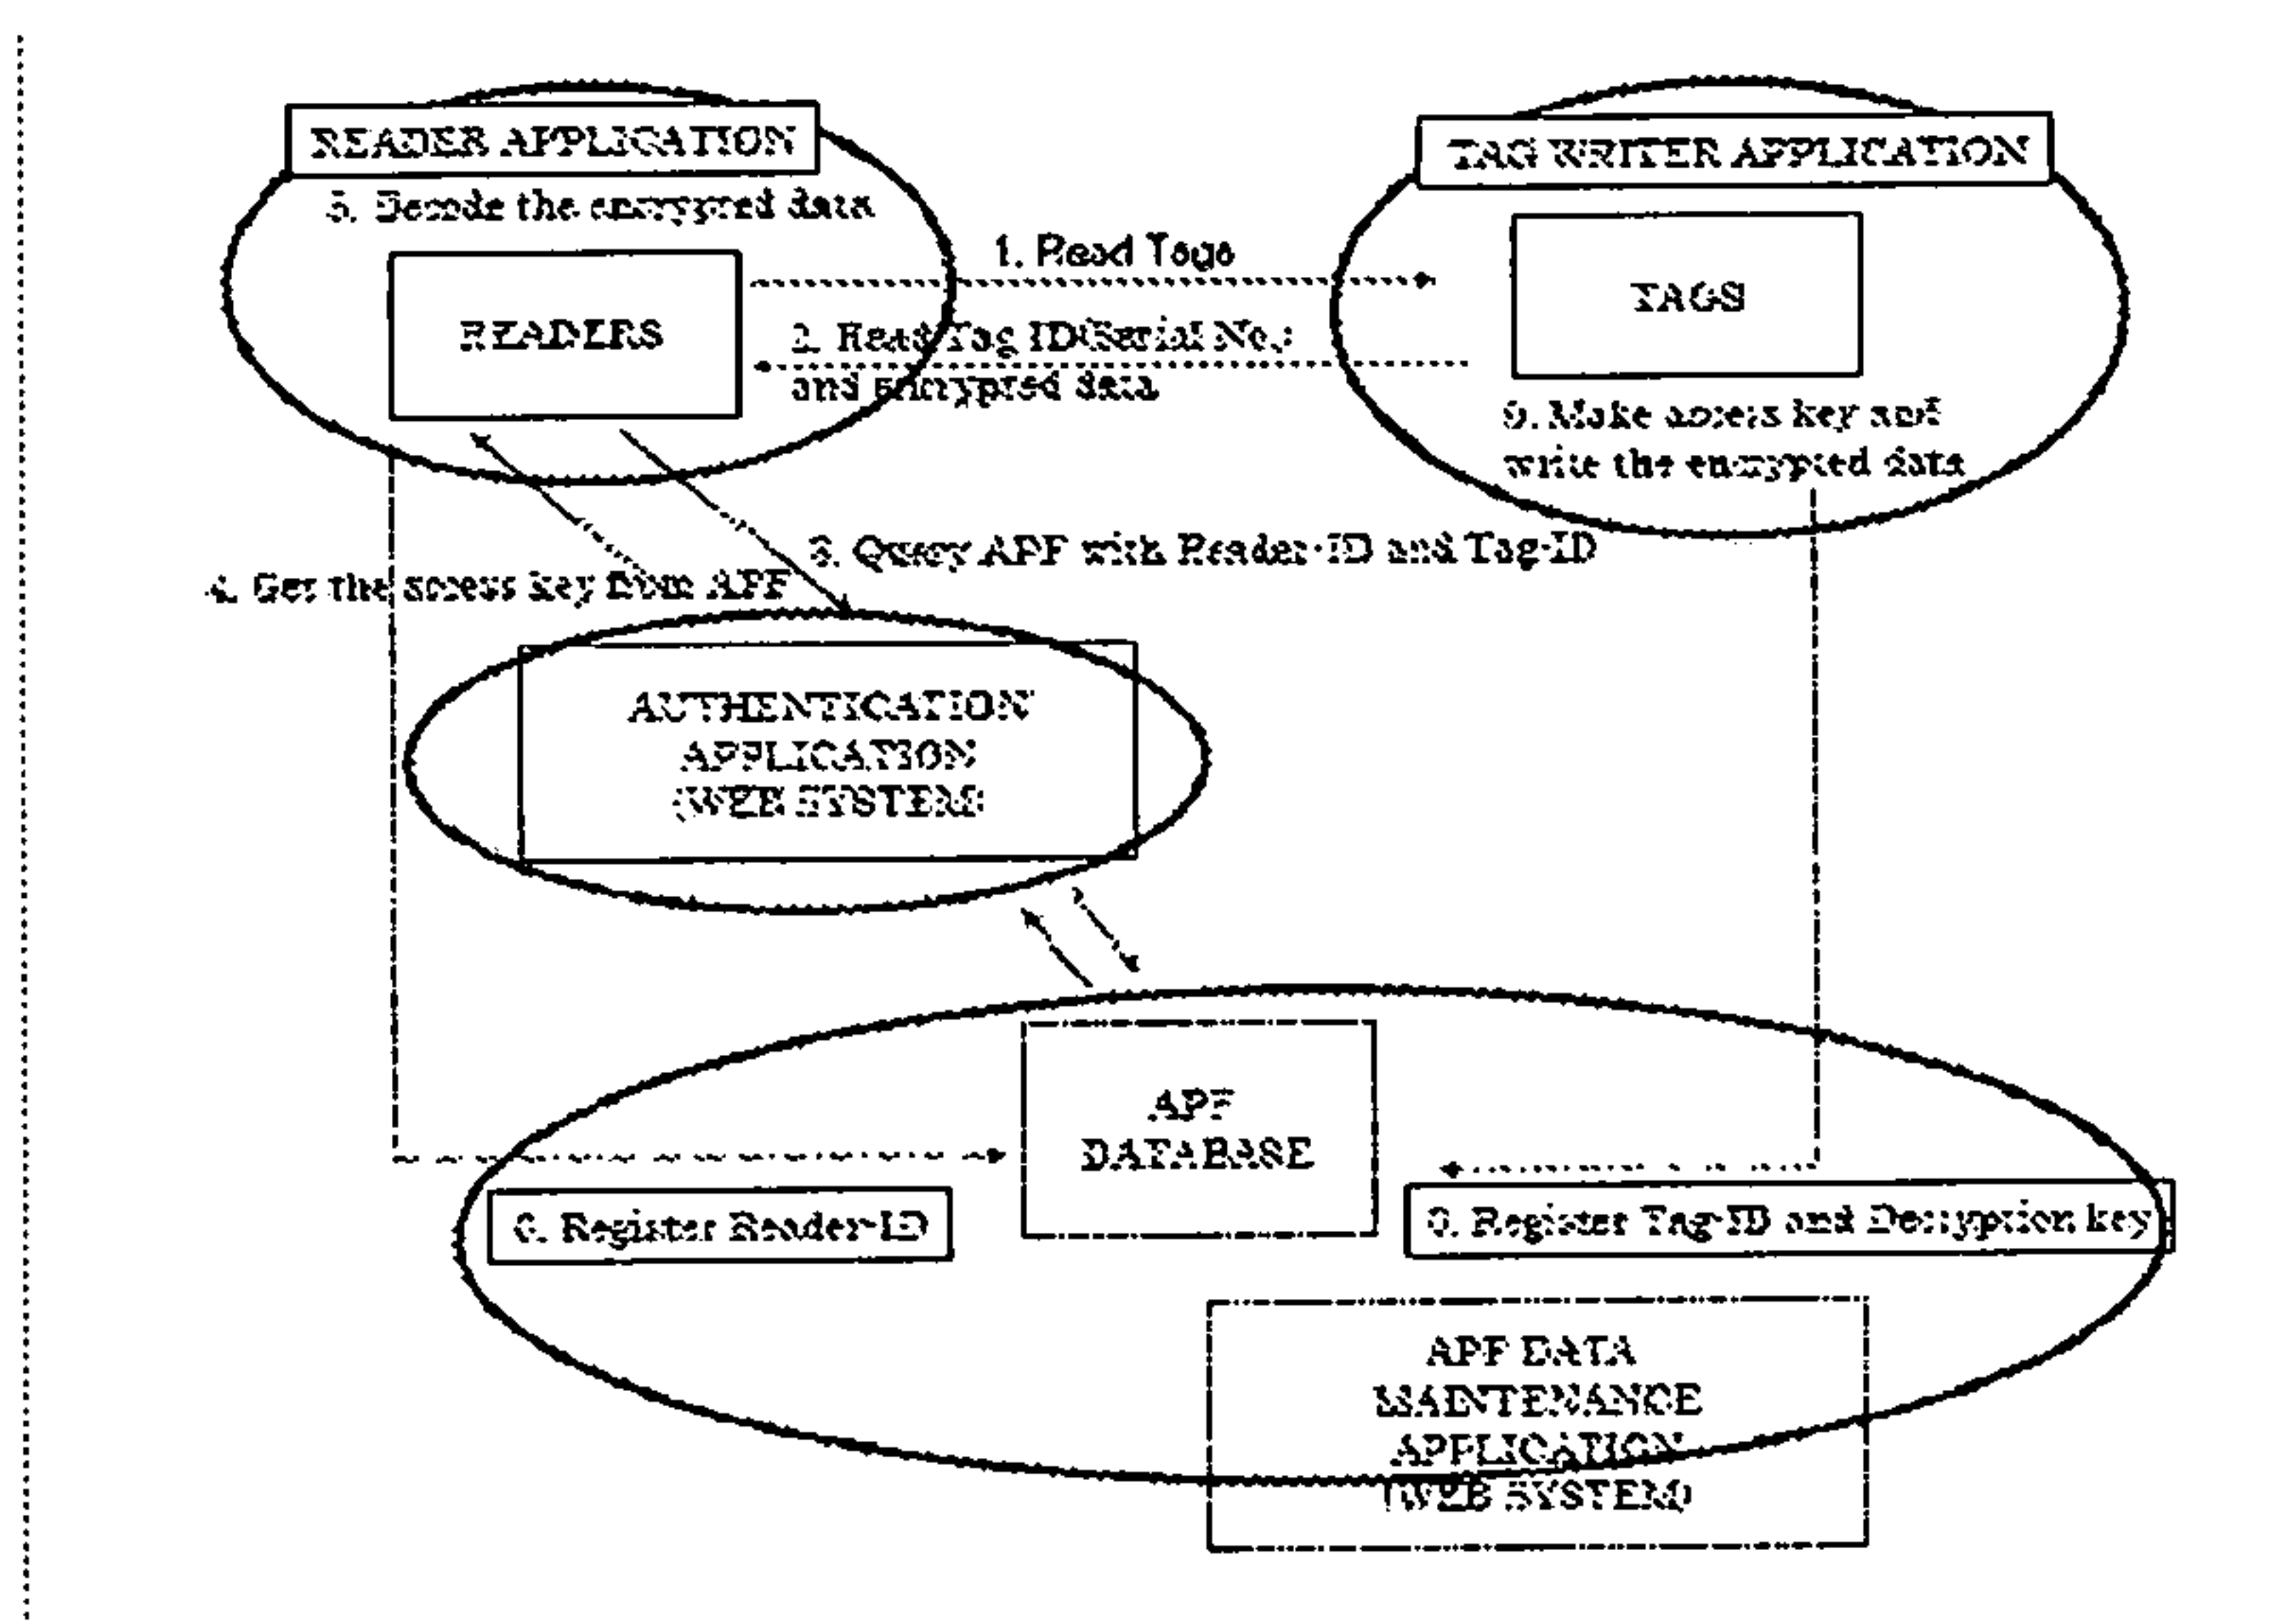 READER APPLICATION
TAG WRITER APPLICATION
5. Decode the encrypted data
1. Read Tags
TAGS
READERS
2. Read Tag ID(Serial No.)
and encrypted data
0. Make access key and
write the encrypted data
3. Query APF with Reader-ID and Tag-ID
4. Get the access key from APF
AUTHENTICATION
APPLICATION
(WEB SYSTEM)
APF
DATABASE
0. Register Reader-ID
0. Register Tag-ID and Decryption key
APF DATA
MAINTENANCE
APPLICATION
(WEB SYSTEM)